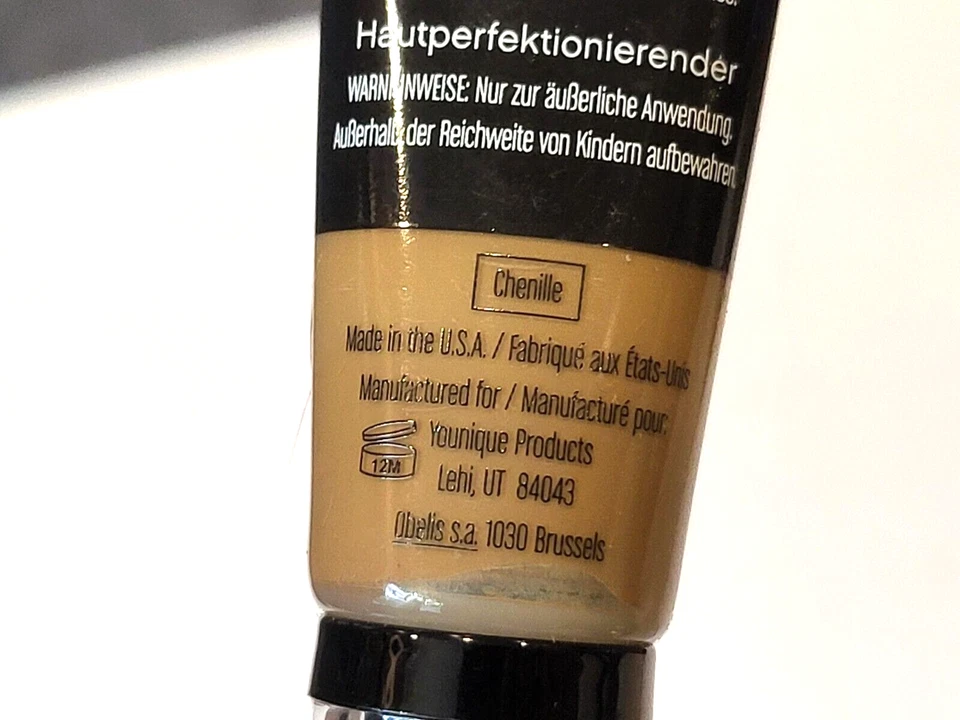 Hautperfektionierender
WARNHINWEISE: Nur zur äußerliche Anwendung.
Außerhalb der Reichweite von Kindern aufbewahren.
Chenille
Made in the U.S.A. / Fabriqué aux États-Unis
Manufactured for / Manufacturé pour:
Younique Products
12M
Lehi, UT 84043
Obelis s.a. 1030 Brussels